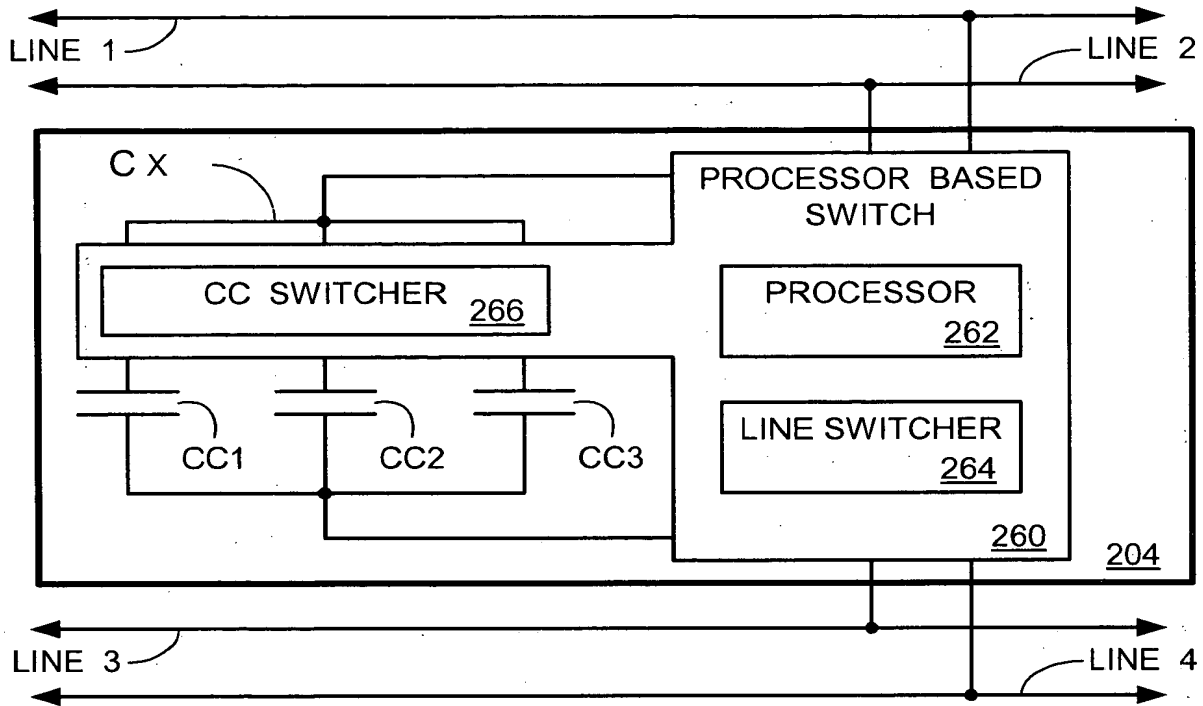 LINE 1
LINE 2
C X
PROCESSOR BASED
SWITCH
CC SWITCHER
266
PROCESSOR
262
LINE SWITCHER
264
CC1
CC2
CC3
260
204
LINE 3
LINE 4